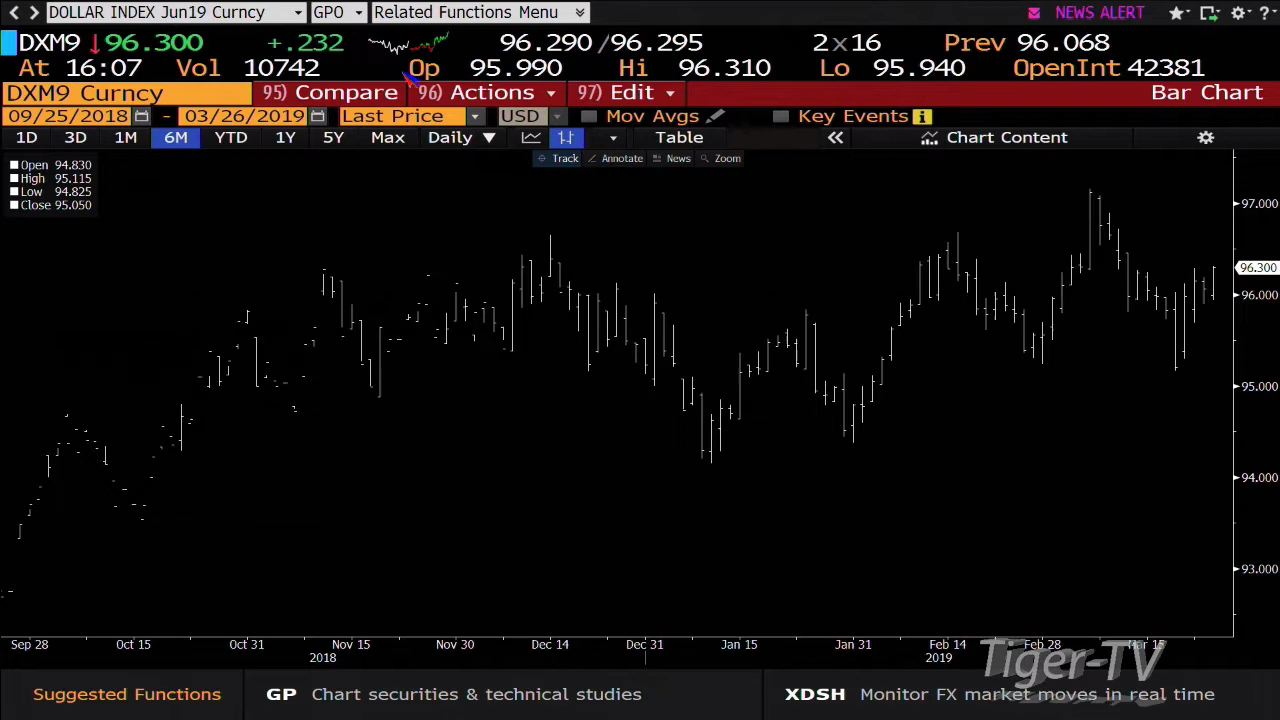 DOLLAR INDEX Jun19 Curncy GPO Related Functions Menu NEWS ALERT ?
DXM9 ↓96.300 +.232 96.290 /96.295 2x16 Prev 96.068
At 16:07 Vol 10742 Op 95.990 Hi 96.310 Lo 95.940 OpenInt 42381
DXM9 Curncy 95) Compare 96) Actions 97) Edit Bar Chart
09/25/2018 - 03/26/2019 Last Price USD Mov Avgs Key Events i
1D 3D 1M 6M YTD 1Y 5Y Max Daily ▼ Table « Chart Content
Track Annotate News Zoom
Open 94.830
High 95.115
Low 94.825
Close 95.050
97.000
96.300
96.000
95.000
94.000
93.000
Sep 28 Oct 15 Oct 31 Nov 15 Nov 30 Dec 14 Dec 31 Jan 15 Jan 31 Feb 14 Feb 28 Mar 15
2018 2019
Tiger-TV
Suggested Functions GP Chart securities & technical studies XDSH Monitor FX market moves in real time